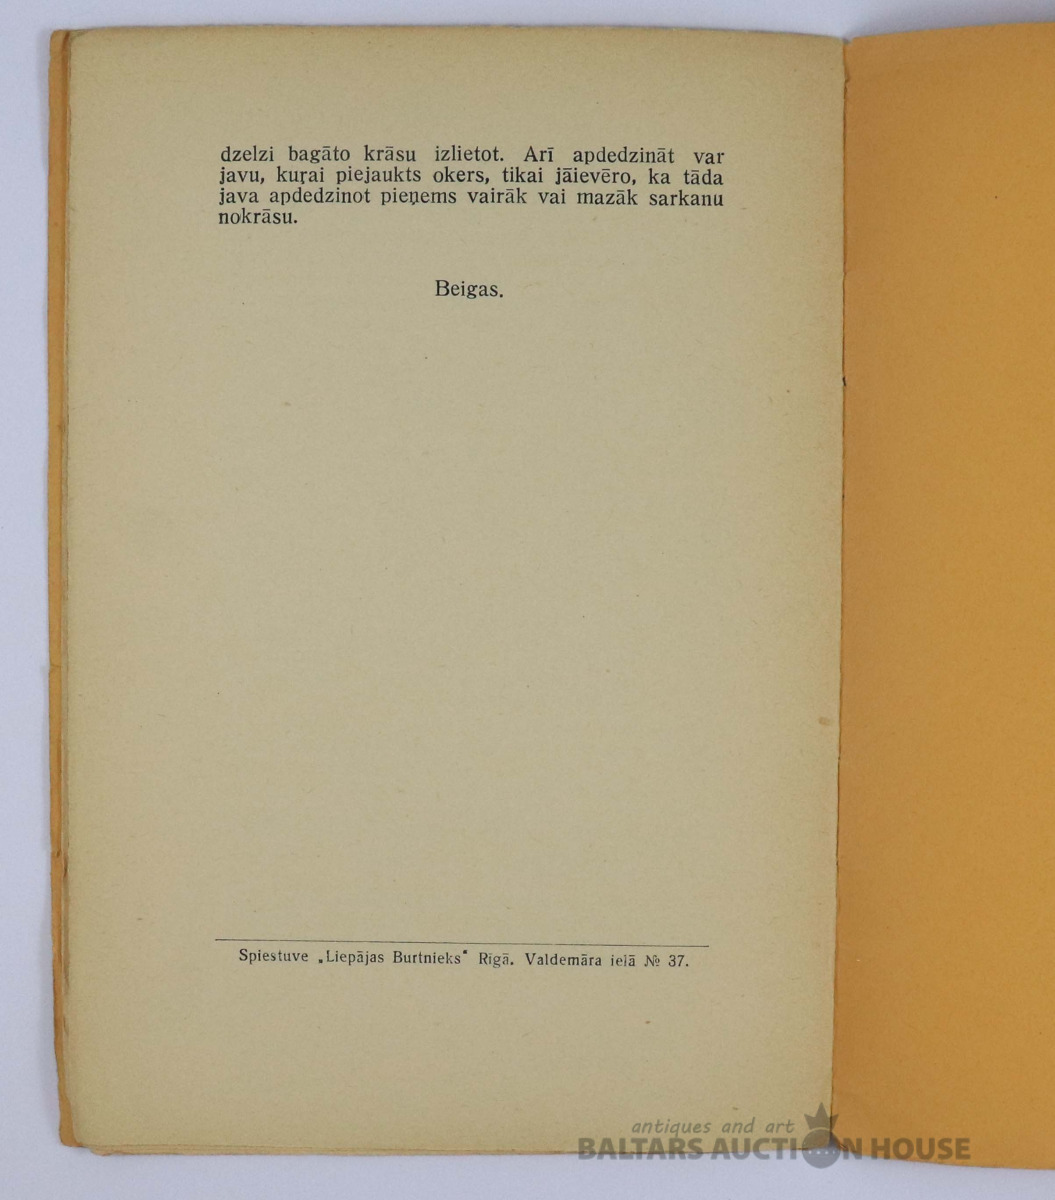 dzelzi bagāto krāsu izlietot. Arī apdedzināt var
javu, kuŗai piejaukts okers, tikai jāievēro, ka tāda
java apdedzinot pieņems vairāk vai mazāk sarkanu
nokrāsu.
Beigas.
Spiestuve „Liepājas Burtnieks“ Rīgā. Valdemāra ielā № 37.
antiques and art
BALTARS AUCTION HOUSE